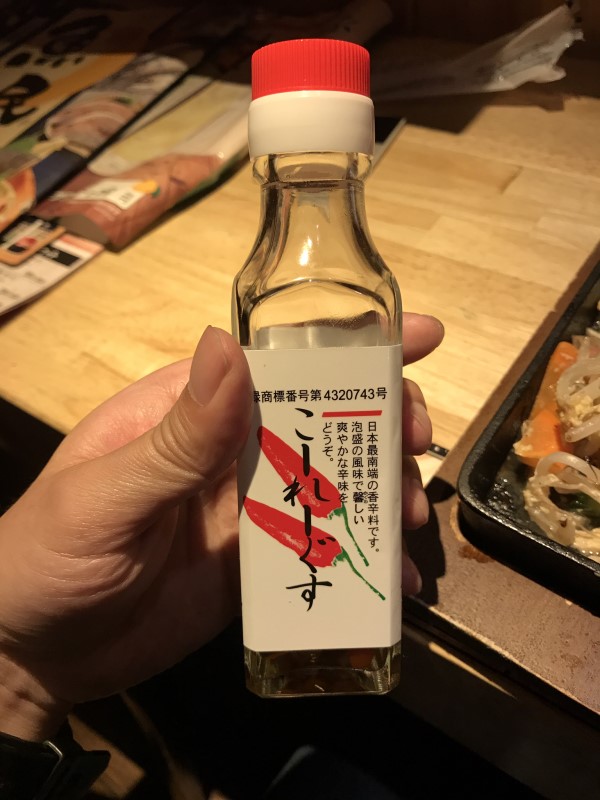 商標番号第4320743号
日本最南端の香辛料です。
泡盛の風味で馨しい
爽やかな辛味を
どうぞ。
こーれーぐす